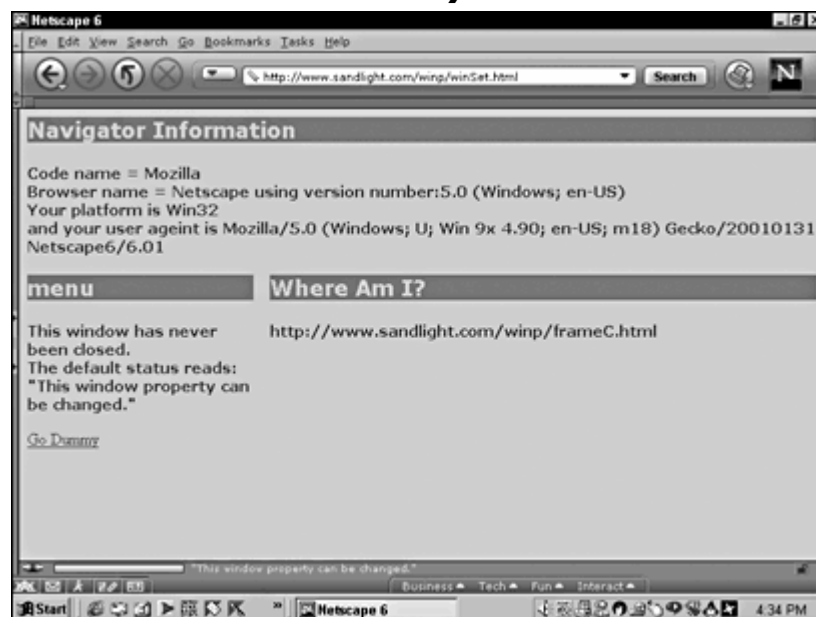 Netscape 6
File Edit View Search Go Bookmarks Tasks Help
http://www.sandlight.com/winp/winSet.html Search N
Navigator Information
Code name = Mozilla
Browser name = Netscape using version number:5.0 (Windows; en-US)
Your platform is Win32
and your user ageint is Mozilla/5.0 (Windows; U; Win 9x 4.90; en-US; m18) Gecko/20010131
Netscape6/6.01
menu
This window has never
been closed.
The default status reads:
"This window property can
be changed."
Go Dummy
Where Am I?
http://www.sandlight.com/winp/frameC.html
"This window property can be changed."
Business Tech Fun Interact
Start Netscape 6 4:34 PM